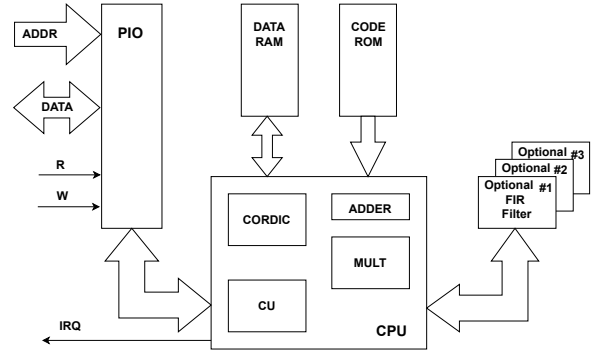 ADDR
PIO
DATA
R
W
IRQ
DATA
RAM
CODE
ROM
CORDIC
ADDER
MULT
CU
CPU
Optional #3
Optional #2
Optional #1
FIR
Filter